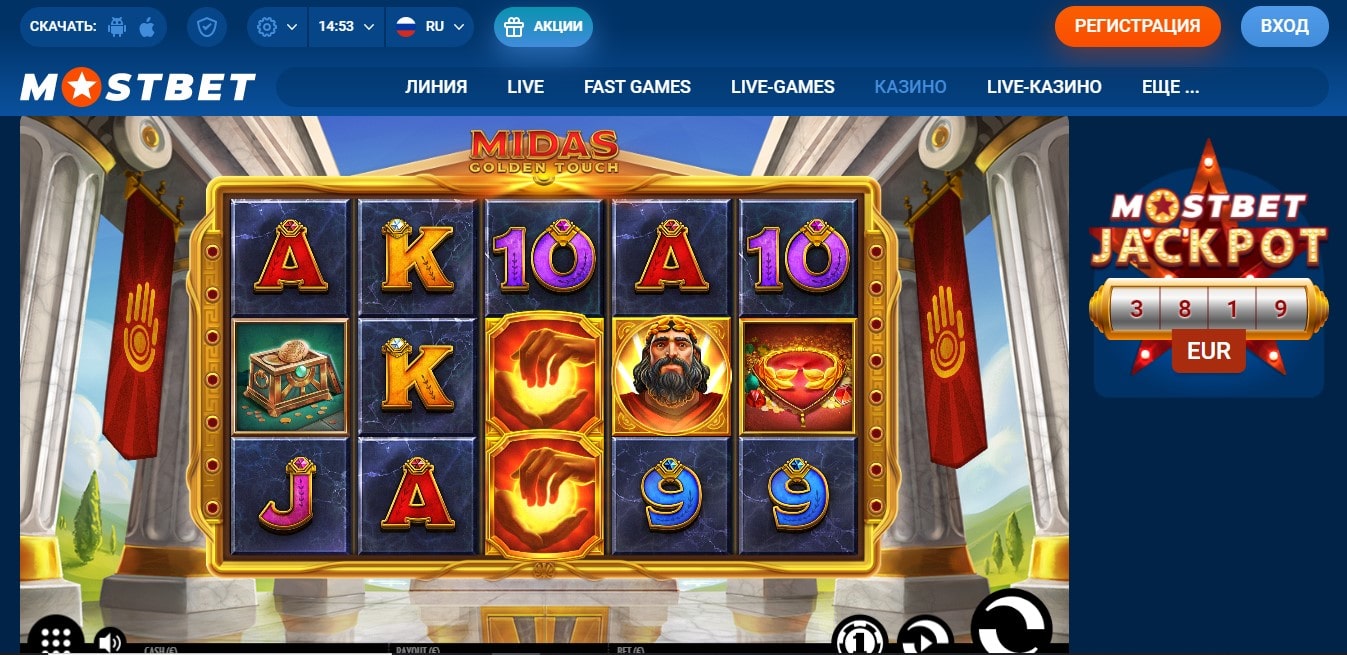 СКАЧАТЬ: 14:53 RU АКЦИИ РЕГИСТРАЦИЯ ВХОД
MOSTBET ЛИНИЯ LIVE FAST GAMES LIVE-GAMES КАЗИНО LIVE-КАЗИНО ЕЩЕ ...
MIDAS
GOLDEN TOUCH
A K 10 A 10
K
J A 9 9
MOSTBET
JACKPOT
3 8 1 9
EUR
1
CASH (€) PAYOUT (€) BET (€)